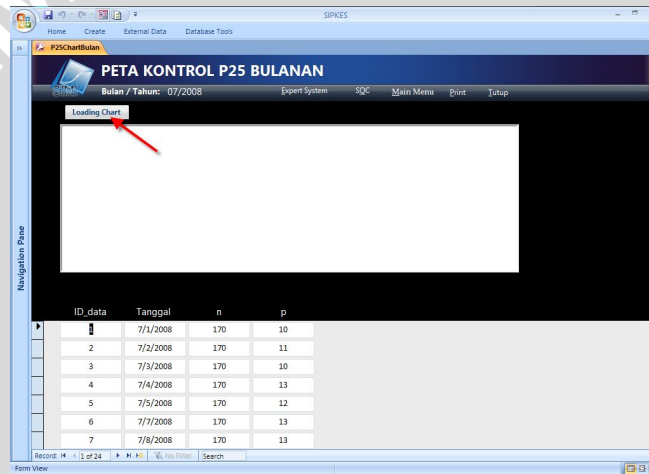 SIPKES
Home Create External Data Database Tools
P25ChartBulan
PETA KONTROL P25 BULANAN
Bulan / Tahun: 07/2008 Expert System SQC Main Menu Print Tutup
Loading Chart
Navigation Pane
ID_data Tanggal n p
1 7/1/2008 170 10
2 7/2/2008 170 11
3 7/3/2008 170 10
4 7/4/2008 170 13
5 7/5/2008 170 12
6 7/7/2008 170 13
7 7/8/2008 170 13
Record: 1 of 24 No Filter Search
Form View